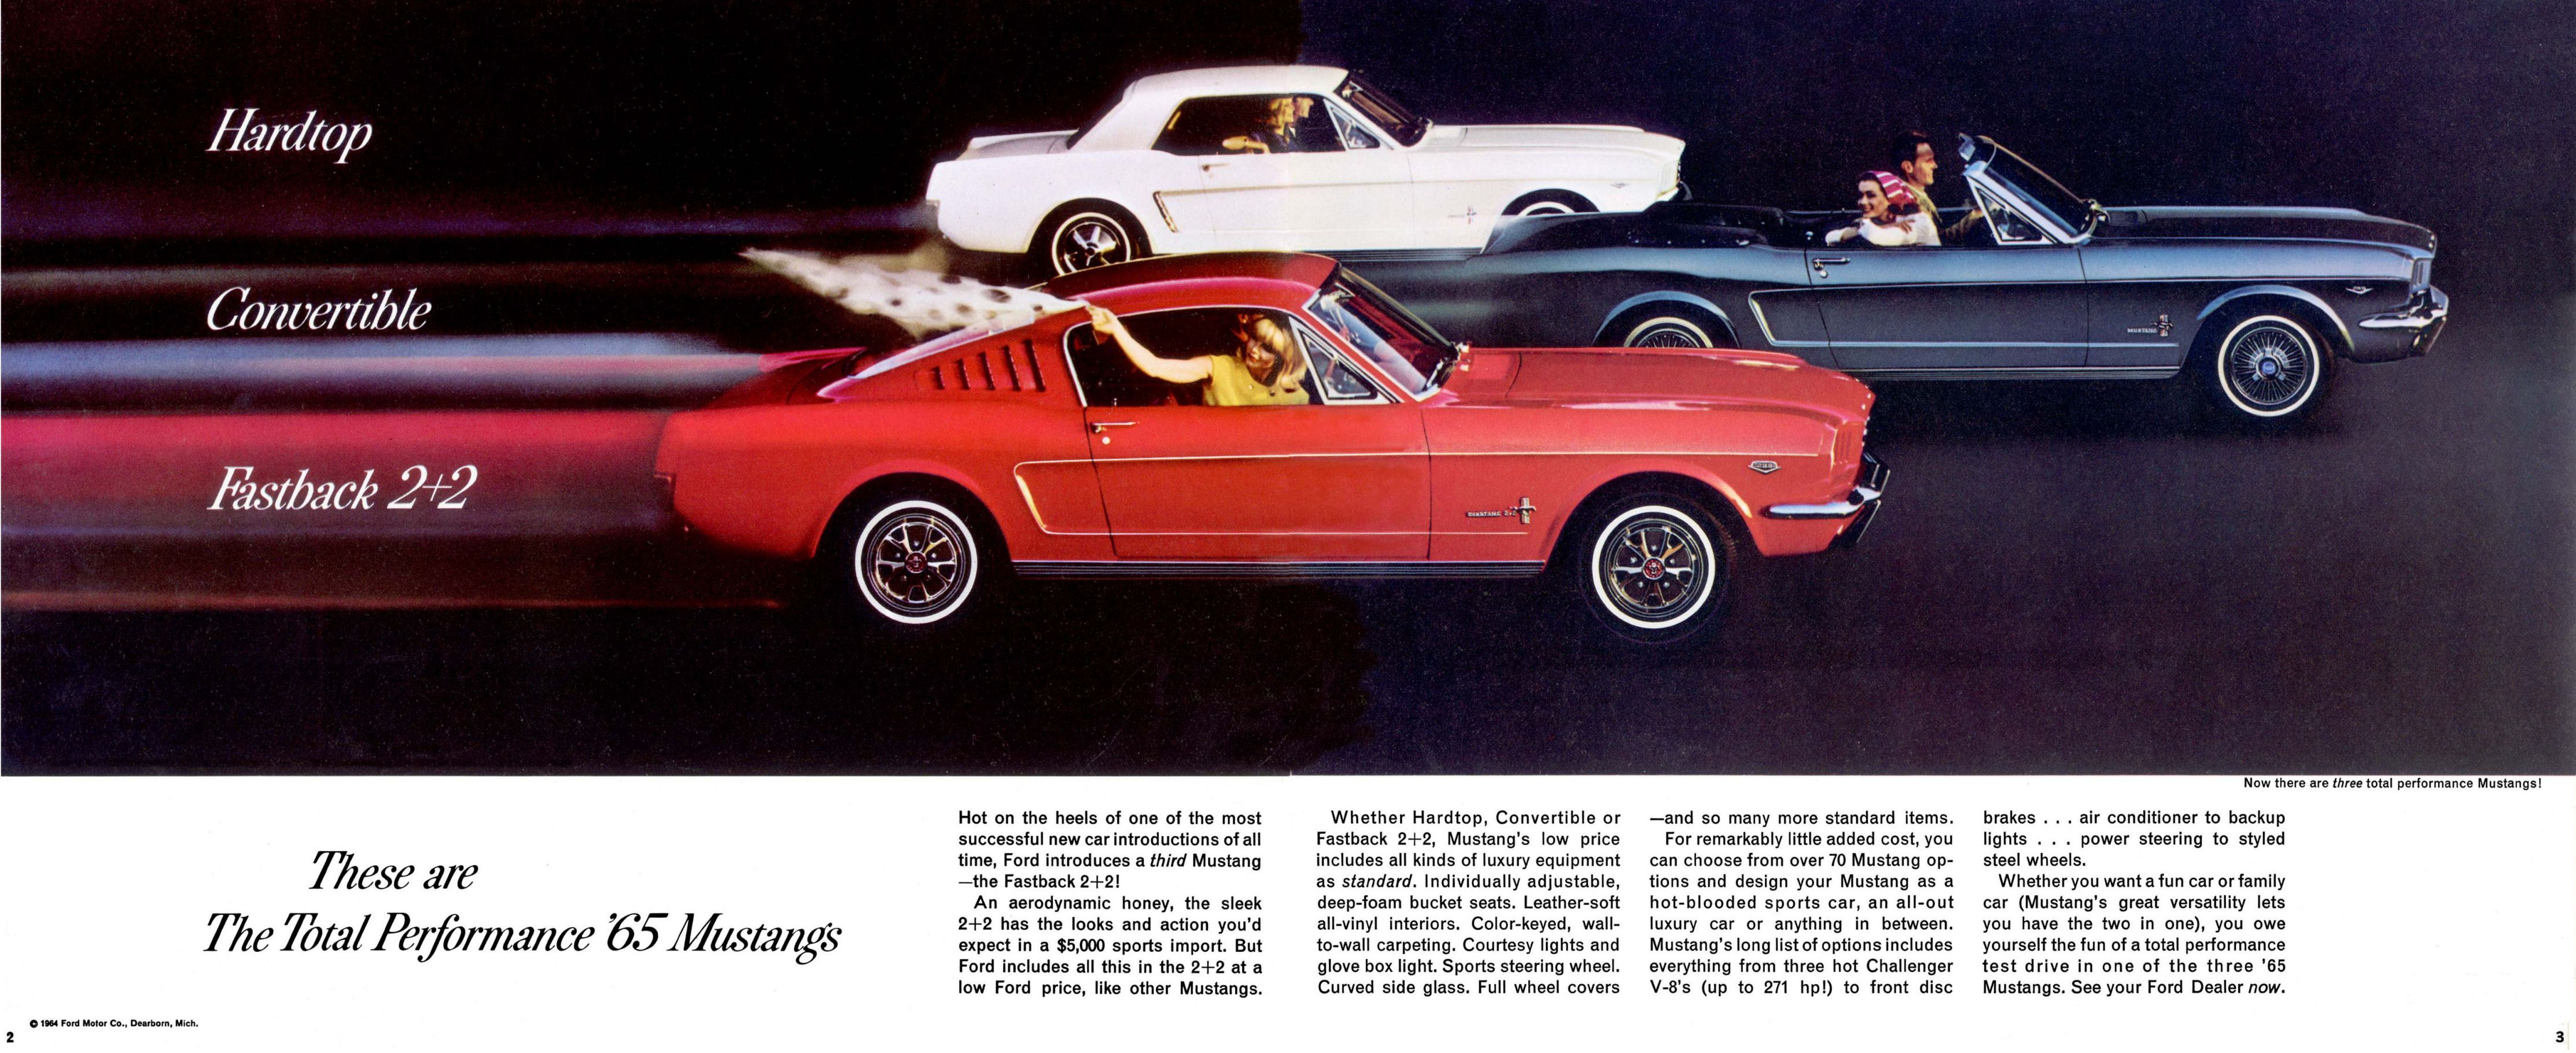 Hardtop
Convertible
Fastback 2+2
MUSTANG
MUSTANG 2+2
Now there are three total performance Mustangs!
These are
The Total Performance '65 Mustangs
Hot on the heels of one of the most
successful new car introductions of all
time, Ford introduces a third Mustang
—the Fastback 2+2!
An aerodynamic honey, the sleek
2+2 has the looks and action you'd
expect in a $5,000 sports import. But
Ford includes all this in the 2+2 at a
low Ford price, like other Mustangs.
Whether Hardtop, Convertible or
Fastback 2+2, Mustang's low price
includes all kinds of luxury equipment
as standard. Individually adjustable,
deep-foam bucket seats. Leather-soft
all-vinyl interiors. Color-keyed, wall-
to-wall carpeting. Courtesy lights and
glove box light. Sports steering wheel.
Curved side glass. Full wheel covers
—and so many more standard items.
For remarkably little added cost, you
can choose from over 70 Mustang op-
tions and design your Mustang as a
hot-blooded sports car, an all-out
luxury car or anything in between.
Mustang's long list of options includes
everything from three hot Challenger
V-8's (up to 271 hp!) to front disc
brakes . . . air conditioner to backup
lights . . . power steering to styled
steel wheels.
Whether you want a fun car or family
car (Mustang's great versatility lets
you have the two in one), you owe
yourself the fun of a total performance
test drive in one of the three '65
Mustangs. See your Ford Dealer now.
© 1964 Ford Motor Co., Dearborn, Mich.
2
3